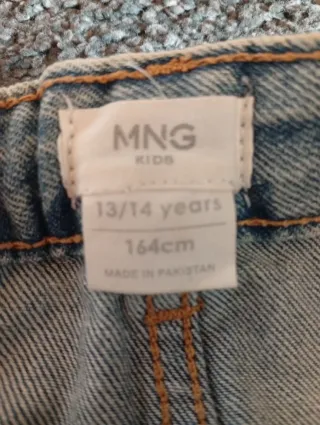 MNG
KIDS
13/14 years
164cm
MADE IN PAKISTAN